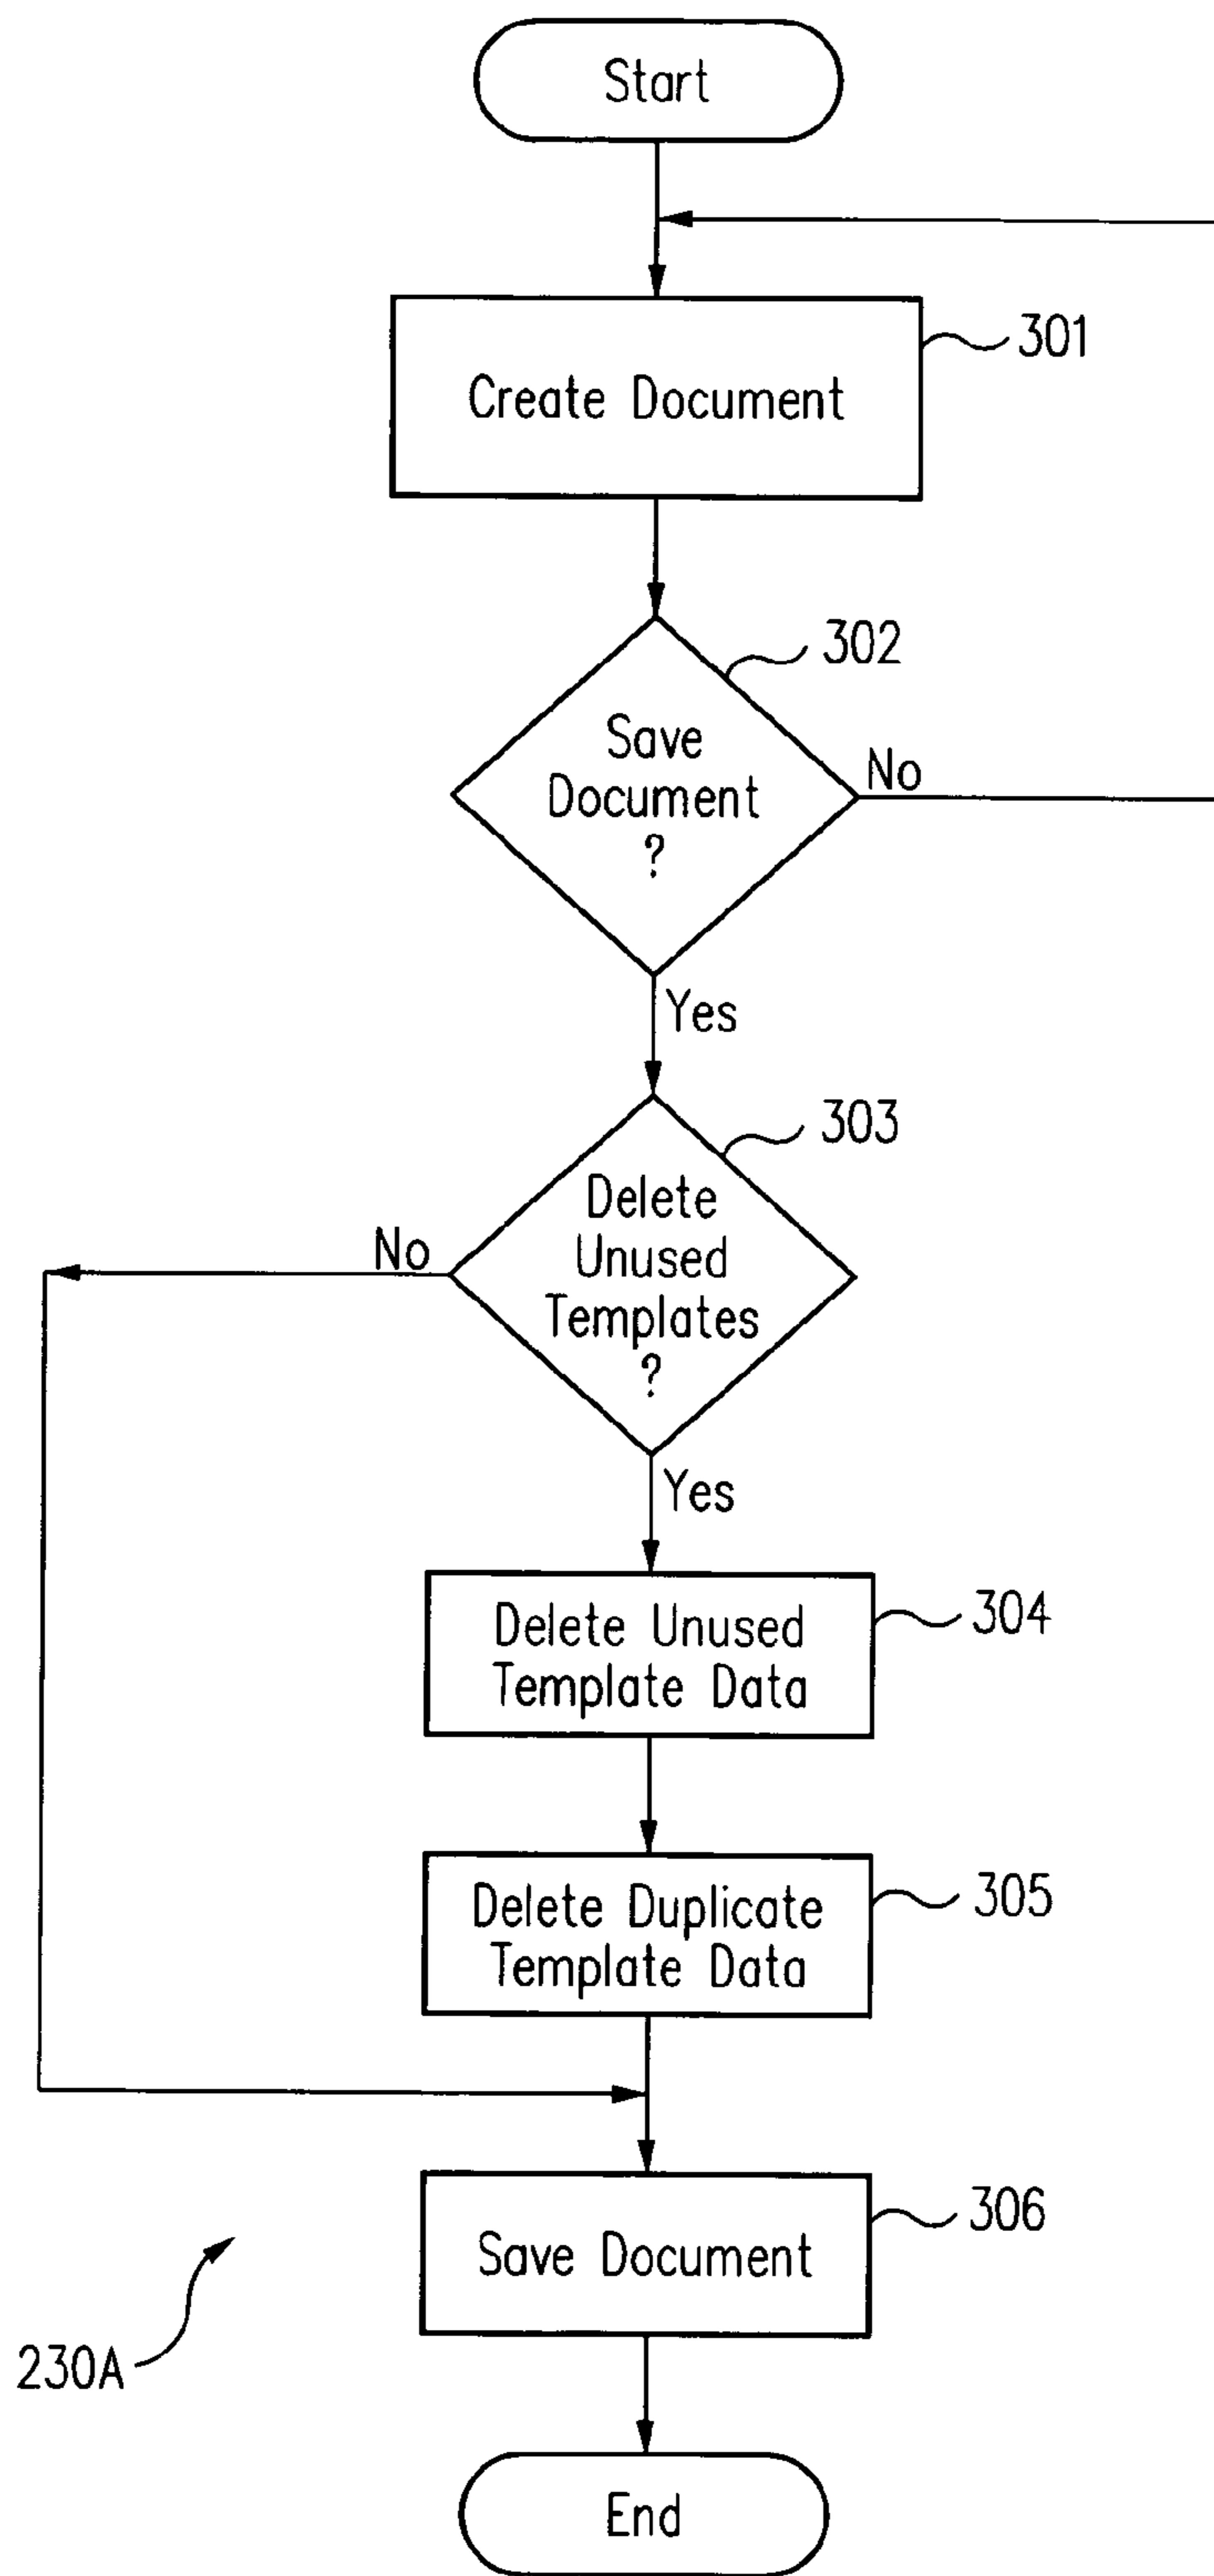 Start
301
Create Document
302
Save
Document
?
No
Yes
303
Delete
Unused
Templates
?
No
Yes
304
Delete Unused
Template Data
305
Delete Duplicate
Template Data
306
Save Document
230A
End